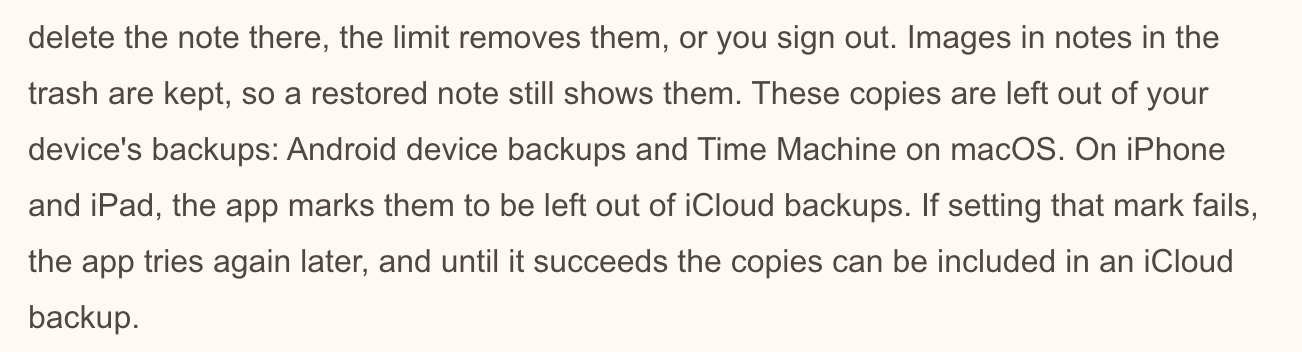 delete the note there, the limit removes them, or you sign out. Images in notes in the
trash are kept, so a restored note still shows them. These copies are left out of your
device's backups: Android device backups and Time Machine on macOS. On iPhone
and iPad, the app marks them to be left out of iCloud backups. If setting that mark fails,
the app tries again later, and until it succeeds the copies can be included in an iCloud
backup.